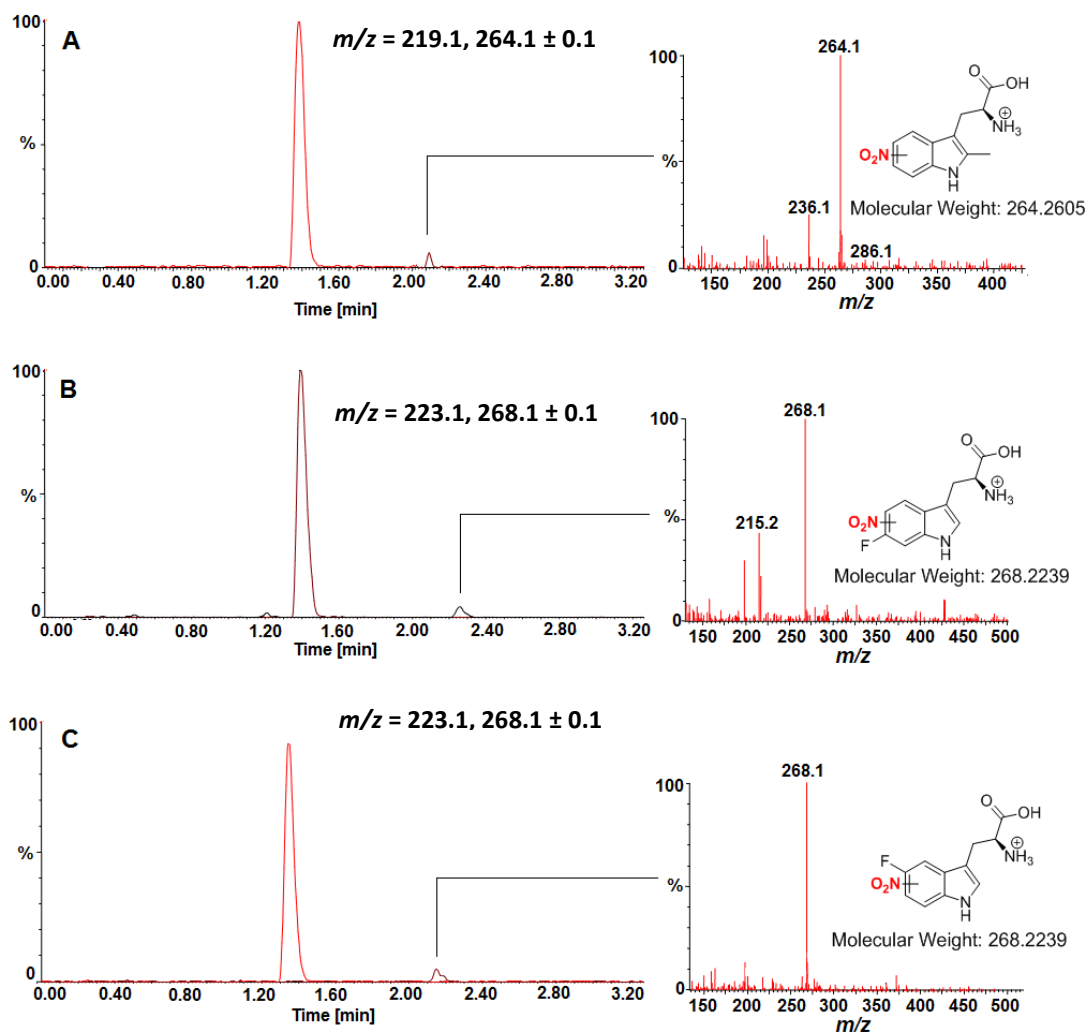 A
m/z = 219.1, 264.1 ± 0.1
100
%
0
0.00 0.40 1.20 1.60 2.00 2.40 2.80 3.20
Time [min]
100
%
0
264.1
236.1
286.1
150 200 250 300 350 400
m/z
O
OH
NH3
+
O2N
N
H
Molecular Weight: 264.2605
B
m/z = 223.1, 268.1 ± 0.1
100
%
0
0.00 0.40 0.80 1.20 1.60 2.00 2.40 2.80 3.20
Time [min]
100
%
0
268.1
215.2
150 200 250 300 350 400 450 500
m/z
O
OH
NH3
+
O2N
F
N
H
Molecular Weight: 268.2239
C
m/z = 223.1, 268.1 ± 0.1
100
%
0
0.00 0.40 0.80 1.20 1.60 2.00 2.40 2.80 3.20
Time [min]
100
%
0
268.1
150 200 250 300 350 400 450 500
m/z
O
OH
NH3
+
F
O2N
N
H
Molecular Weight: 268.2239